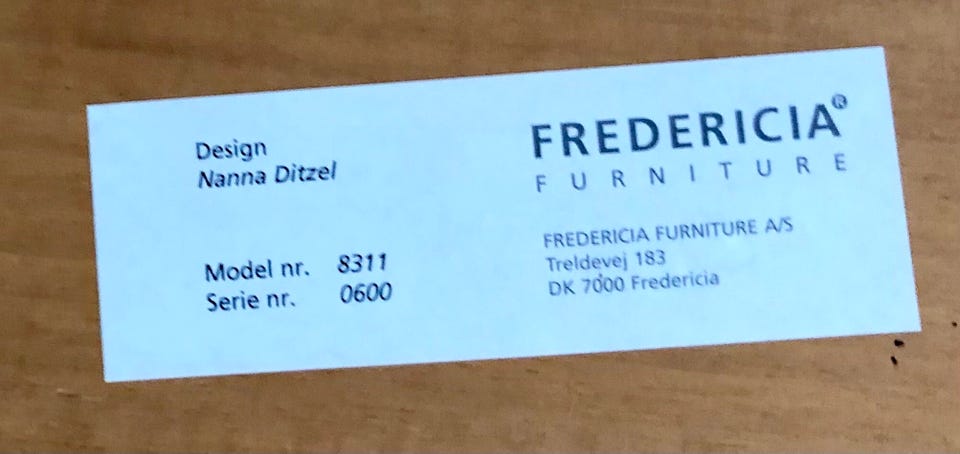 Design
Nanna Ditzel
Model nr. 8311
Serie nr. 0600
FREDERICIA®
FURNITURE
FREDERICIA FURNITURE A/S
Treldevej 183
DK 7000 Fredericia